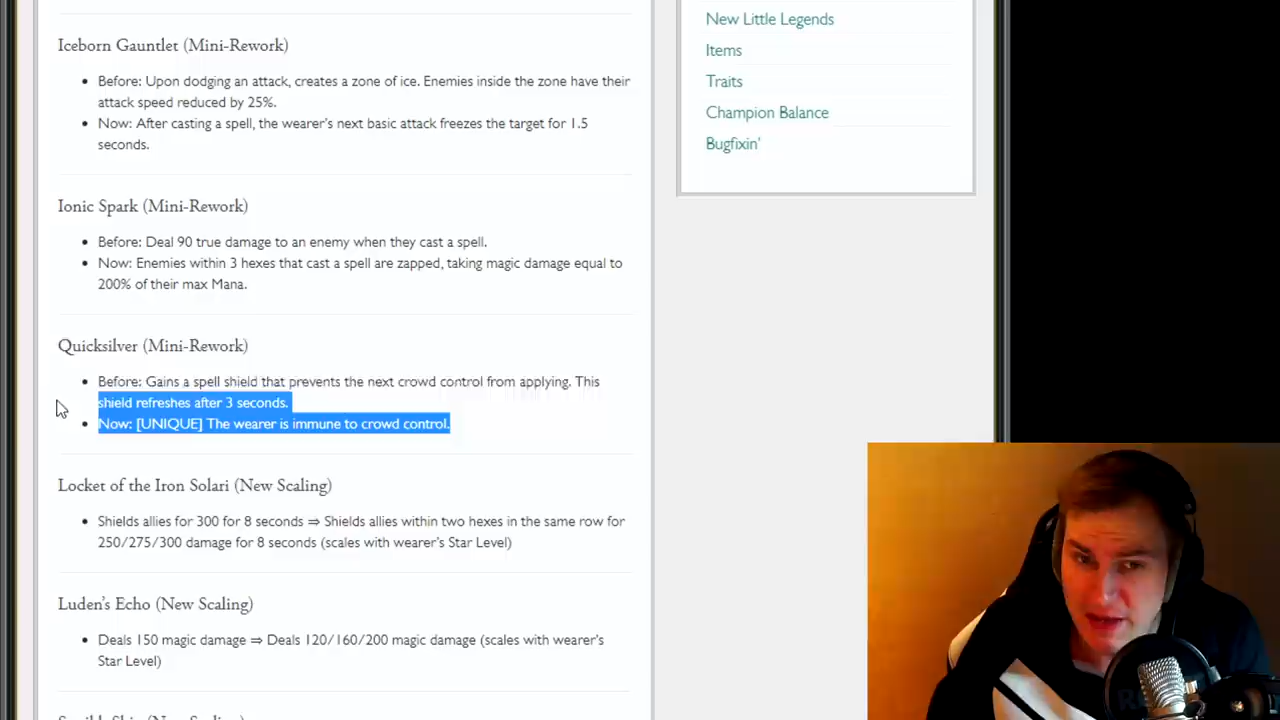 Iceborn Gauntlet (Mini-Rework)
Before: Upon dodging an attack, creates a zone of ice. Enemies inside the zone have their
attack speed reduced by 25%.
Now: After casting a spell, the wearer's next basic attack freezes the target for 1.5
seconds.
Ionic Spark (Mini-Rework)
Before: Deal 90 true damage to an enemy when they cast a spell.
Now: Enemies within 3 hexes that cast a spell are zapped, taking magic damage equal to
200% of their max Mana.
Quicksilver (Mini-Rework)
Before: Gains a spell shield that prevents the next crowd control from applying. This
shield refreshes after 3 seconds.
Now: [UNIQUE] The wearer is immune to crowd control.
Locket of the Iron Solari (New Scaling)
Shields allies for 300 for 8 seconds ⇒ Shields allies within two hexes in the same row for
250/275/300 damage for 8 seconds (scales with wearer's Star Level)
Luden's Echo (New Scaling)
Deals 150 magic damage ⇒ Deals 120/160/200 magic damage (scales with wearer's
Star Level)
New Little Legends
Items
Traits
Champion Balance
Bugfixin'